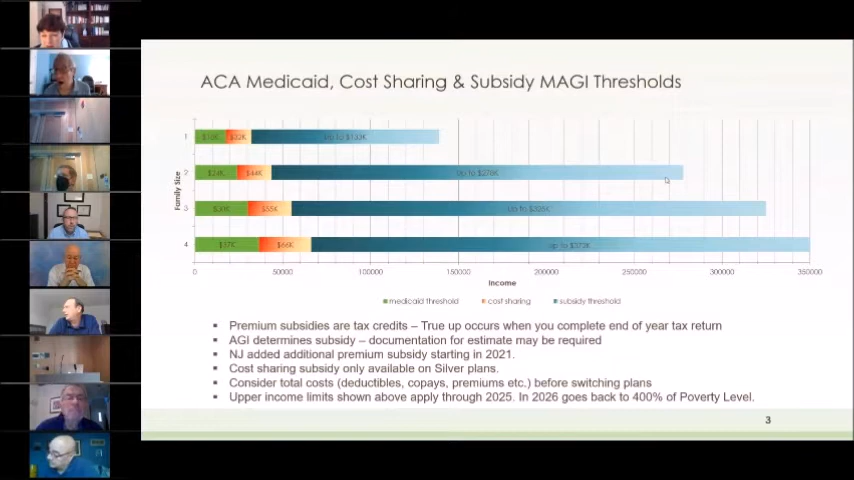 ACA Medicaid, Cost Sharing & Subsidy MAGI Thresholds
Family Size
1
$32K
Up to
2
$24K
$44K
Up to $278K
3
$30K
$55K
Up to
4
$37K
$66K
Up to
0
50000
100000
150000
200000
250000
300000
350000
Income
medicaid threshold
cost sharing
subsidy threshold
Premium subsidies are tax credits – True up occurs when you complete end of year tax return
AGI determines subsidy – documentation for estimate may be required
NJ added additional premium subsidy starting in 2021.
Cost sharing subsidy only available on Silver plans.
Consider total costs (deductibles, copays, premiums etc.) before switching plans
Upper income limits shown above apply through 2025. In 2026 goes back to 400% of Poverty Level.
3